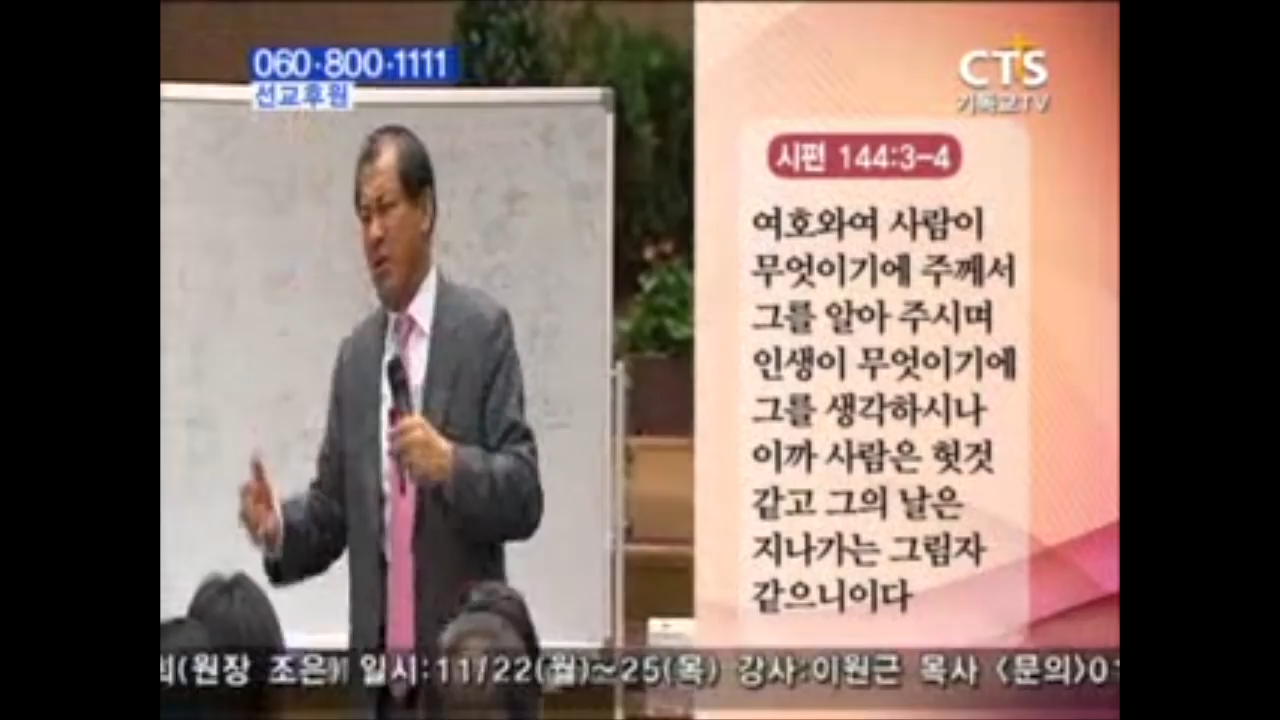 060·800·1111
선교후원
CTS
기독교TV
시편 144:3-4
여호와여 사람이
무엇이기에 주께서
그를 알아 주시며
인생이 무엇이기에
그를 생각하시나
이까 사람은 헛것
같고 그의 날은
지나가는 그림자
같으니이다
(원장 조은) 일시:11/22(월)~25(목) 강사:이원근 목사 <문의>01